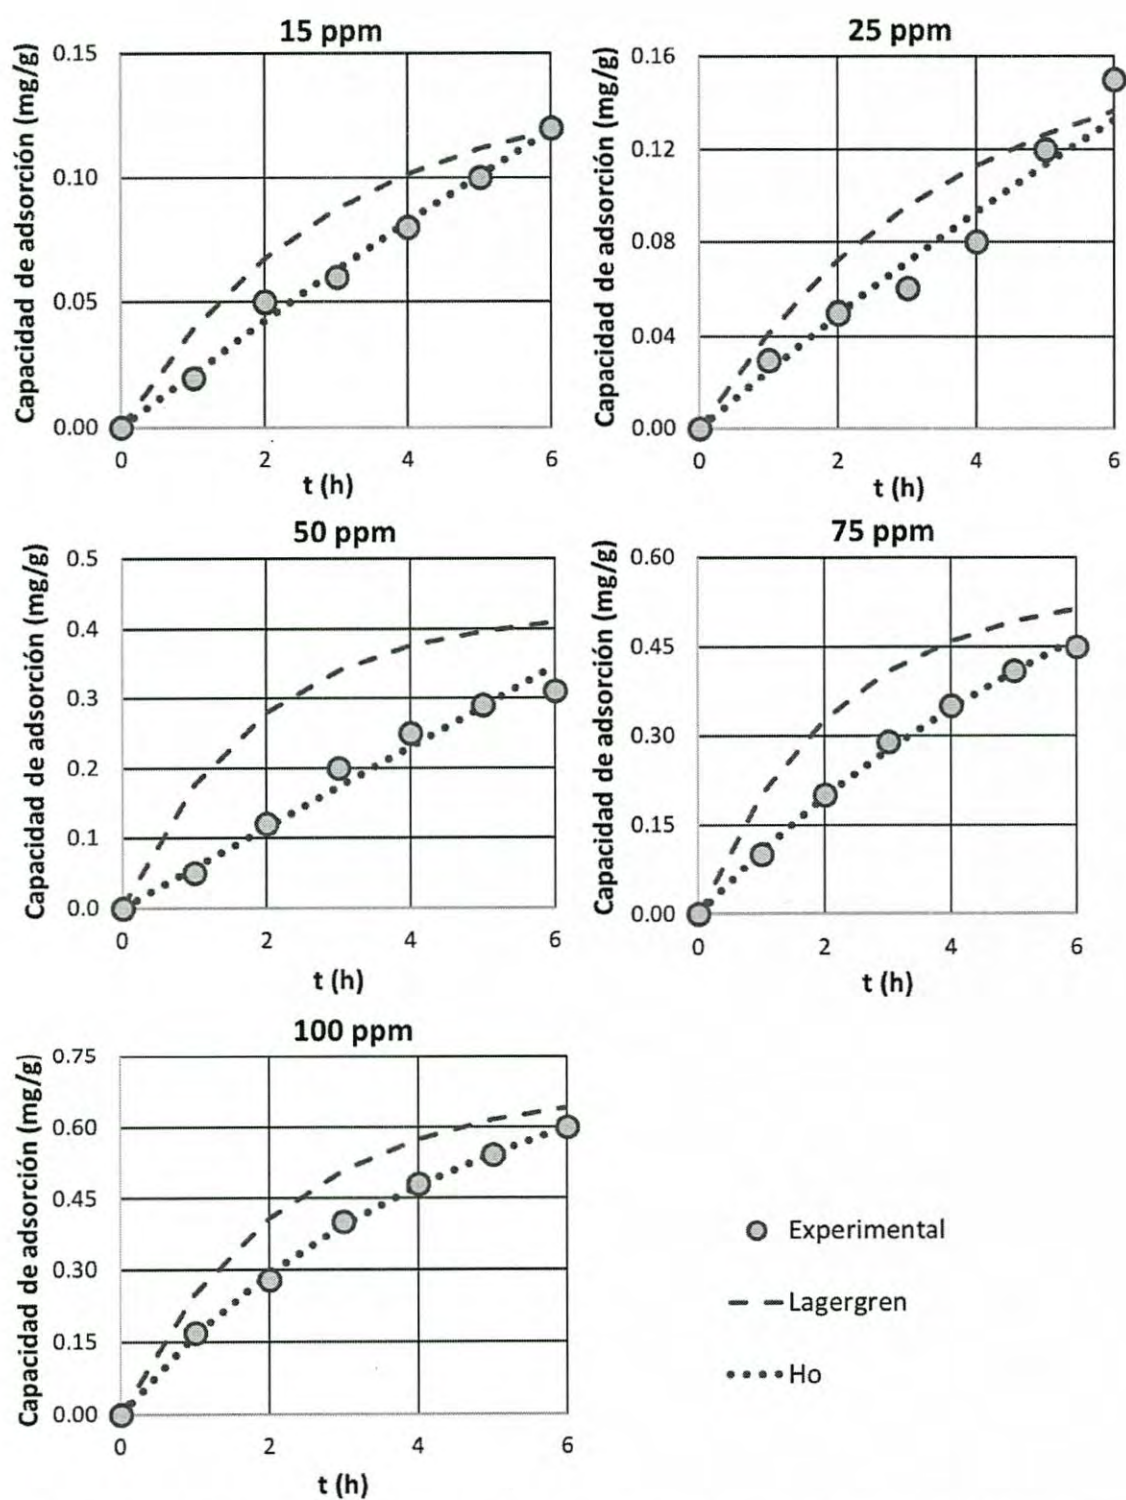 15 ppm
Capacidad de adsorción (mg/g)
0.15
0.10
0.05
0.00
0 2 4 6
t (h)
25 ppm
Capacidad de adsorción (mg/g)
0.16
0.12
0.08
0.04
0.00
0 2 4 6
t (h)
50 ppm
Capacidad de adsorción (mg/g)
0.5
0.4
0.3
0.2
0.1
0.0
0 2 4 6
t (h)
75 ppm
Capacidad de adsorción (mg/g)
0.60
0.45
0.30
0.15
0.00
0 2 4 6
t (h)
100 ppm
Capacidad de adsorción (mg/g)
0.75
0.60
0.45
0.30
0.15
0.00
0 2 4 6
t (h)
Experimental
Lagergren
Ho